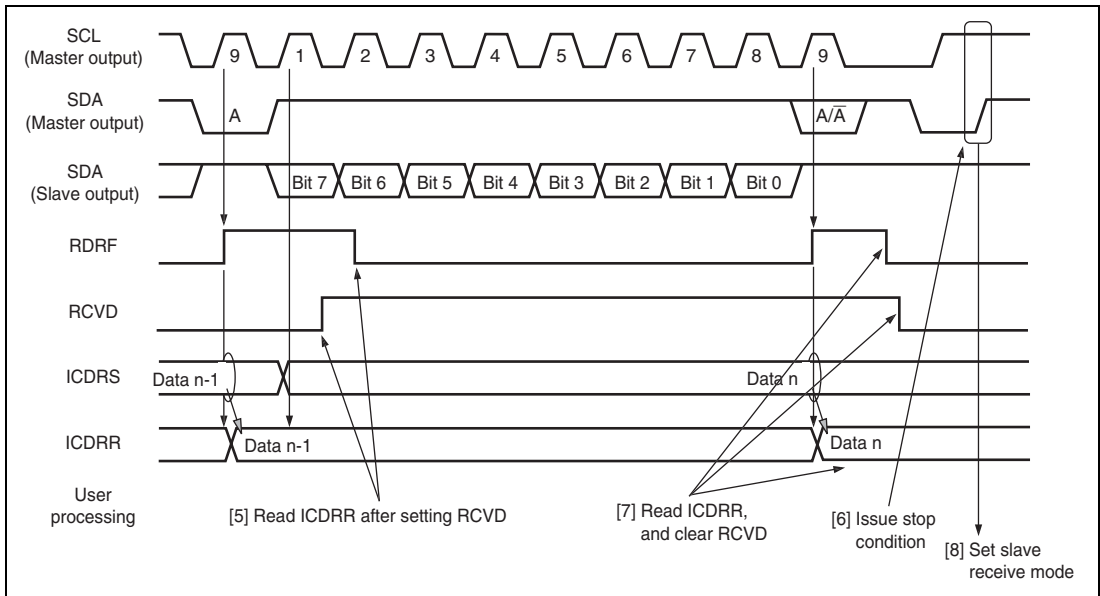 SCL
(Master output)
9 1 2 3 4 5 6 7 8 9
SDA
(Master output)
A A/A̅
SDA
(Slave output)
Bit 7 Bit 6 Bit 5 Bit 4 Bit 3 Bit 2 Bit 1 Bit 0
RDRF
RCVD
ICDRS
Data n-1 Data n
ICDRR
Data n-1 Data n
User
processing
[5] Read ICDRR after setting RCVD
[7] Read ICDRR,
and clear RCVD
[6] Issue stop
condition
[8] Set slave
receive mode